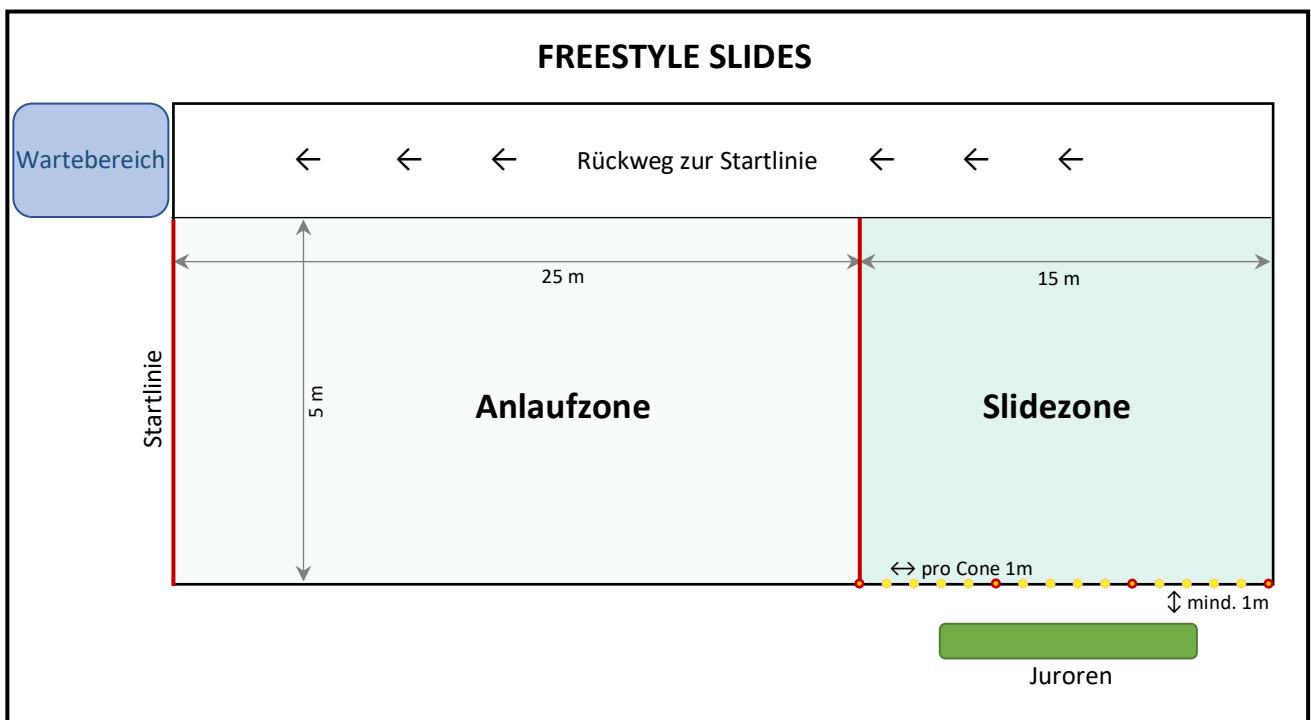 FREESTYLE SLIDES
Wartebereich
← ← ← Rückweg zur Startlinie ← ← ←
25 m
15 m
Startlinie
5 m
Anlaufzone
Slidezone
↔ pro Cone 1m
↕ mind. 1m
Juroren